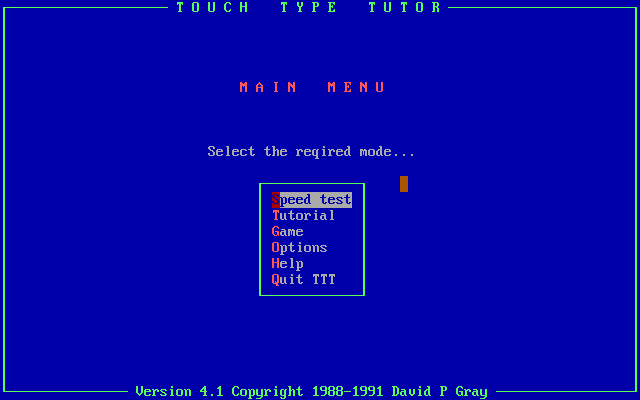 TOUCH TYPE TUTOR
MAIN MENU
Select the reqired mode...
Speed test
Tutorial
Game
Options
Help
Quit TTT
Version 4.1 Copyright 1988-1991 David P Gray